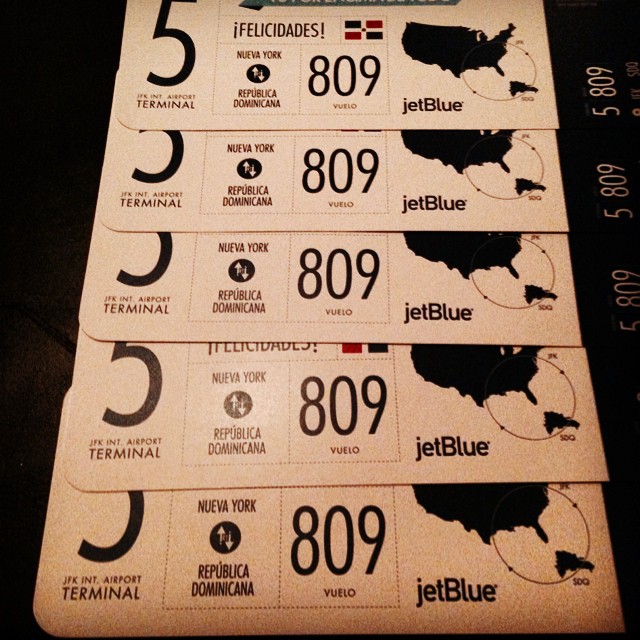 5
¡FELICIDADES!
NUEVA YORK
REPÚBLICA
DOMINICANA
809
VUELO
JFK INT. AIRPORT
TERMINAL
jetBlue
SDQ
5 809
5
JFK INT. AIRPORT
TERMINAL
NUEVA YORK
REPÚBLICA
DOMINICANA
809
VUELO
JFK
jetBlue
SDQ
5 809
5
JFK INT. AIRPORT
TERMINAL
NUEVA YORK
REPÚBLICA
DOMINICANA
809
VUELO
JFK
jetBlue
SDQ
5 809
¡FELICIDADES!
5
JFK INT. AIRPORT
TERMINAL
NUEVA YORK
REPÚBLICA
DOMINICANA
809
VUELO
JFK
jetBlue
SDQ
5
JFK INT. AIRPORT
TERMINAL
NUEVA YORK
REPÚBLICA
DOMINICANA
809
VUELO
JFK
jetBlue
SDQ